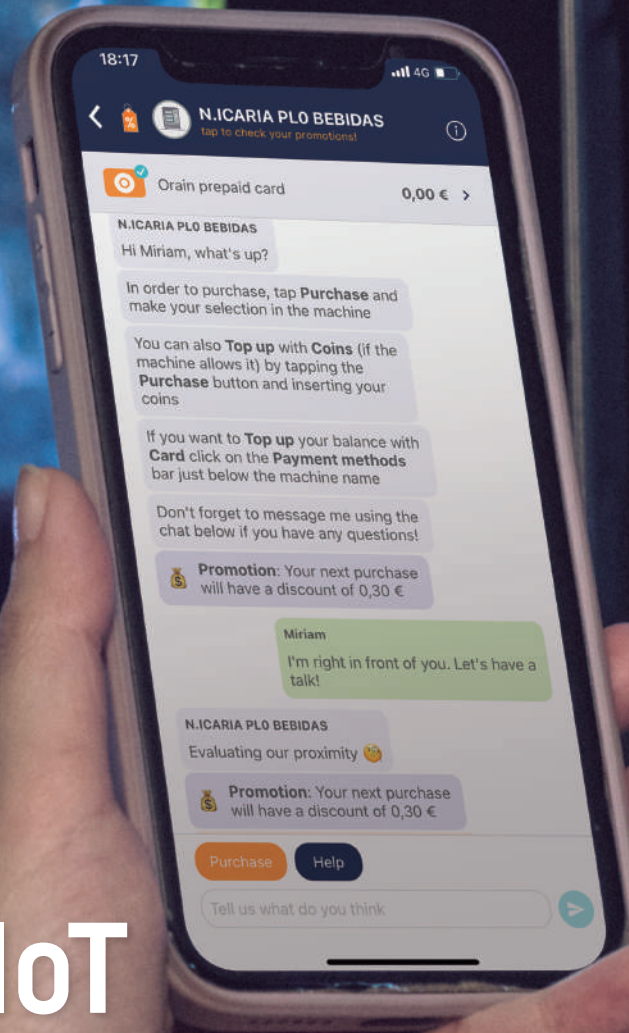 18:17
4G
N.ICARIA PL0 BEBIDAS
tap to check your promotions!
Orain prepaid card
0,00 €
N.ICARIA PL0 BEBIDAS
Hi Miriam, what's up?
In order to purchase, tap Purchase and
make your selection in the machine
You can also Top up with Coins (if the
machine allows it) by tapping the
Purchase button and inserting your
coins
If you want to Top up your balance with
Card click on the Payment methods
bar just below the machine name
Don't forget to message me using the
chat below if you have any questions!
Promotion: Your next purchase
will have a discount of 0,30 €
Miriam
I'm right in front of you. Let's have a
talk!
N.ICARIA PL0 BEBIDAS
Evaluating our proximity
Promotion: Your next purchase
will have a discount of 0,30 €
Purchase
Help
Tell us what do you think
IoT